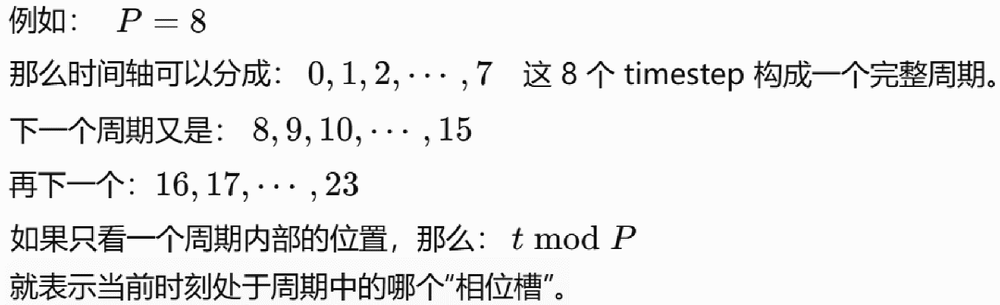 例如： P = 8
那么时间轴可以分成： 0, 1, 2, ⋯ , 7 这 8 个 timestep 构成一个完整周期。
下一个周期又是： 8, 9, 10, ⋯ , 15
再下一个：16, 17, ⋯ , 23
如果只看一个周期内部的位置，那么： t mod P
就表示当前时刻处于周期中的哪个“相位槽”。